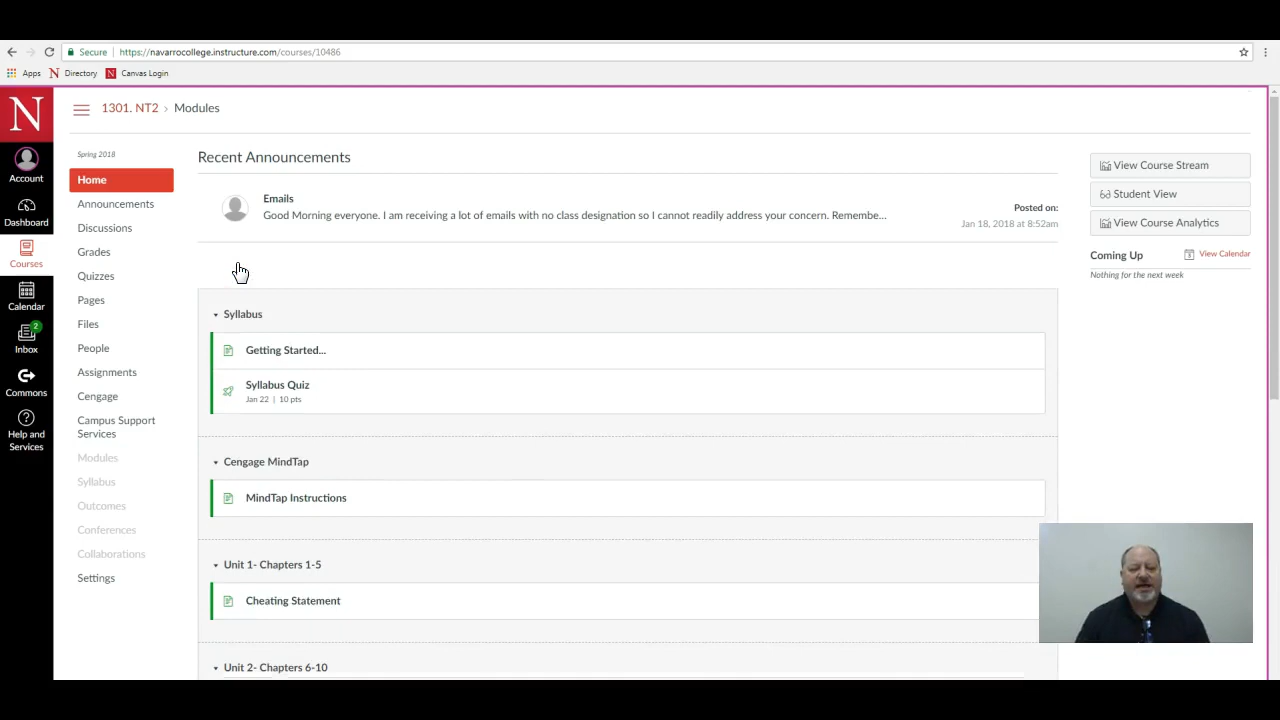 Secure | https://navarrocollege.instructure.com/courses/10486
Apps N Directory N Canvas Login
N
Account
Dashboard
Courses
Calendar
2
Inbox
Commons
Help and
Services
1301. NT2 > Modules
Spring 2018
Home
Announcements
Discussions
Grades
Quizzes
Pages
Files
People
Assignments
Cengage
Campus Support
Services
Modules
Syllabus
Outcomes
Conferences
Collaborations
Settings
Recent Announcements
Emails
Good Morning everyone. I am receiving a lot of emails with no class designation so I cannot readily address your concern. Remembe...
Posted on:
Jan 18, 2018 at 8:52am
Syllabus
Getting Started...
Syllabus Quiz
Jan 22 | 10 pts
Cengage MindTap
MindTap Instructions
Unit 1- Chapters 1-5
Cheating Statement
Unit 2- Chapters 6-10
View Course Stream
Student View
View Course Analytics
Coming Up View Calendar
Nothing for the next week